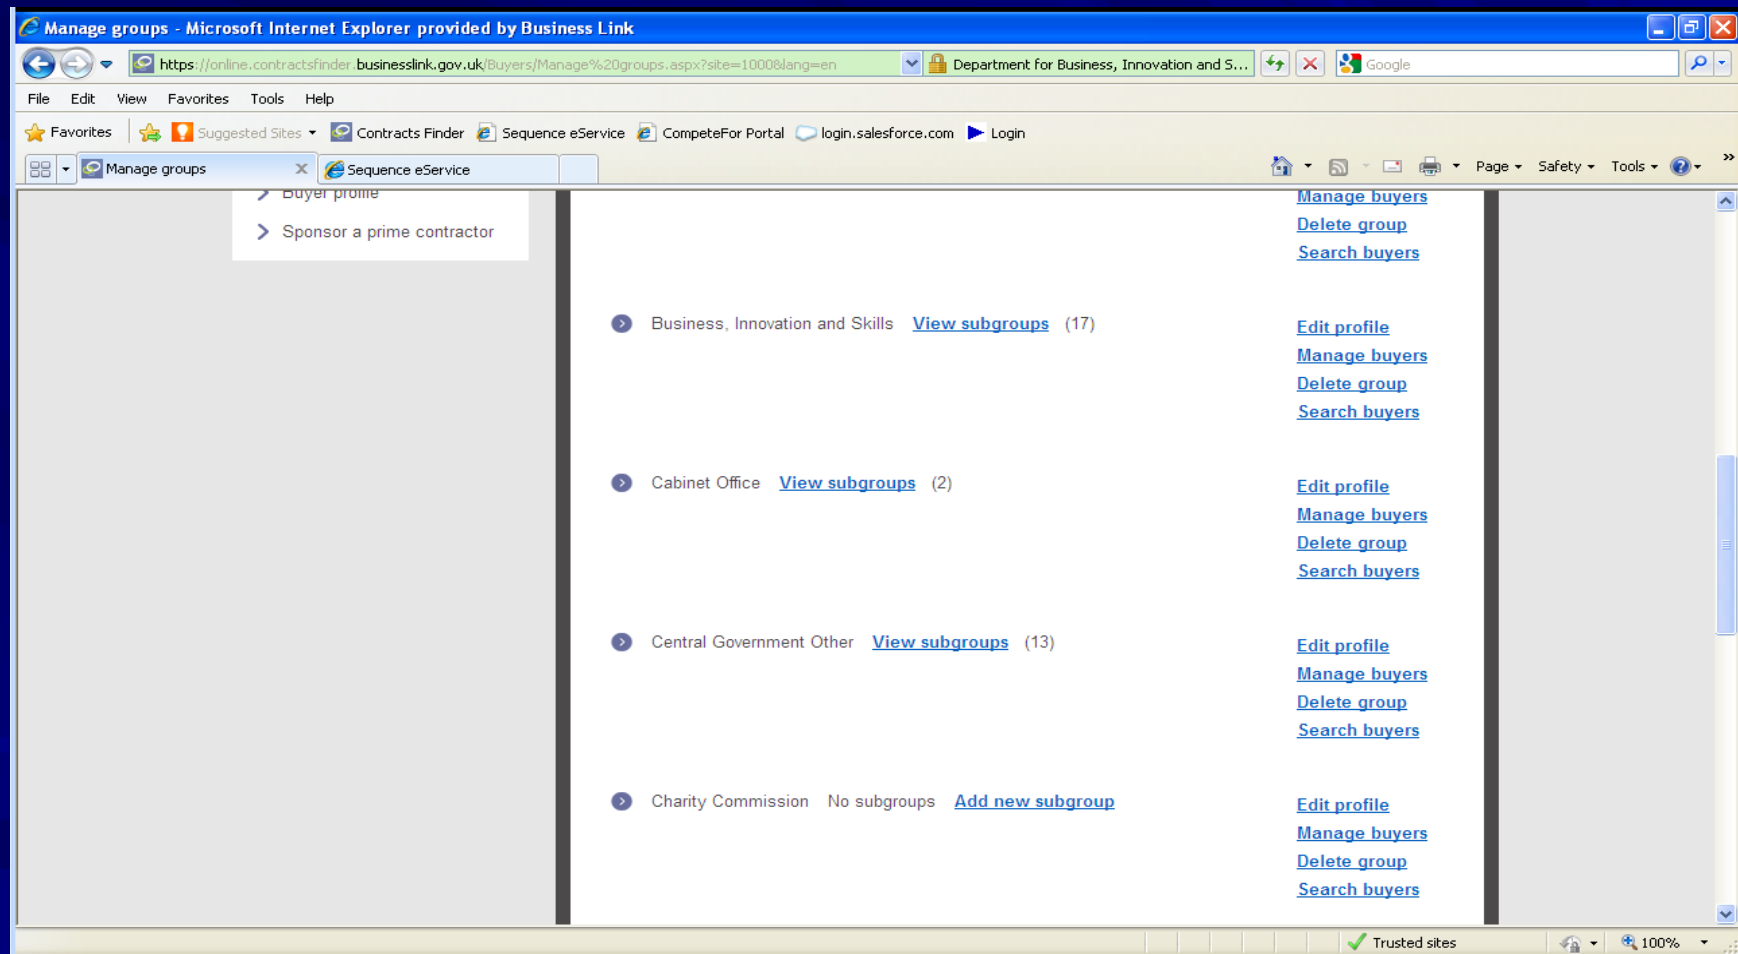 Manage groups - Microsoft Internet Explorer provided by Business Link
https://online.contractsfinder.businesslink.gov.uk/Buyers/Manage%20groups.aspx?site=1000&lang=en Department for Business, Innovation and S... Google
File Edit View Favorites Tools Help
Favorites Suggested Sites Contracts Finder Sequence eService CompeteFor Portal login.salesforce.com Login
Manage groups Sequence eService Page Safety Tools »
Buyer profile
Sponsor a prime contractor
Manage buyers
Delete group
Search buyers
Business, Innovation and Skills View subgroups (17)
Edit profile
Manage buyers
Delete group
Search buyers
Cabinet Office View subgroups (2)
Edit profile
Manage buyers
Delete group
Search buyers
Central Government Other View subgroups (13)
Edit profile
Manage buyers
Delete group
Search buyers
Charity Commission No subgroups Add new subgroup
Edit profile
Manage buyers
Delete group
Search buyers
Trusted sites 100%